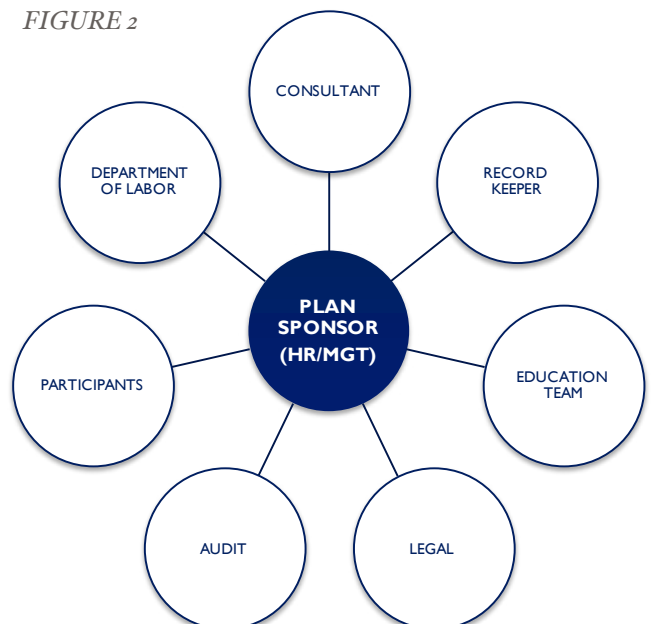 FIGURE 2
CONSULTANT
DEPARTMENT
OF LABOR
RECORD
KEEPER
PLAN
SPONSOR
(HR/MGT)
PARTICIPANTS
EDUCATION
TEAM
AUDIT
LEGAL